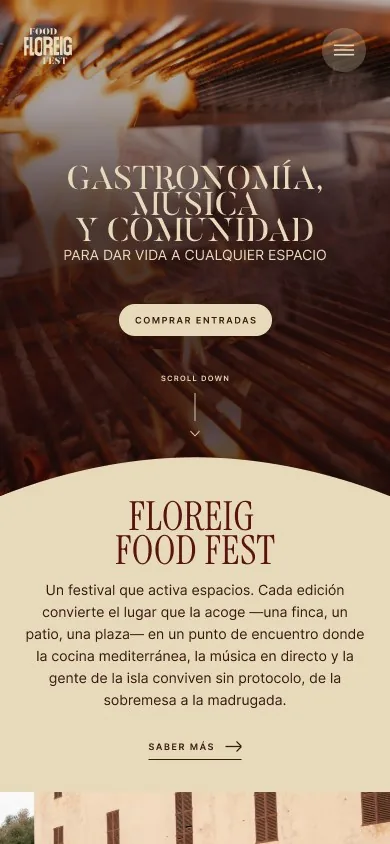 FOOD
FLOREIG
FEST
GASTRONOMÍA,
MÚSICA
Y COMUNIDAD
PARA DAR VIDA A CUALQUIER ESPACIO
COMPRAR ENTRADAS
SCROLL DOWN
FLOREIG
FOOD FEST
Un festival que activa espacios. Cada edición
convierte el lugar que la acoge —una finca, un
patio, una plaza— en un punto de encuentro donde
la cocina mediterránea, la música en directo y la
gente de la isla conviven sin protocolo, de la
sobremesa a la madrugada.
SABER MÁS